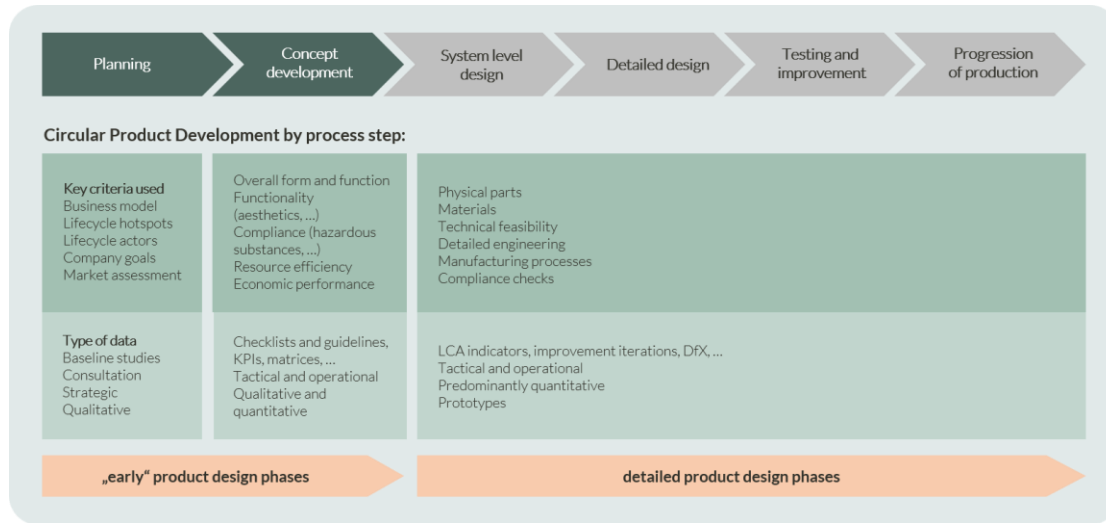 Planning
Concept
development
System level
design
Detailed design
Testing and
improvement
Progression
of production
Circular Product Development by process step:
Key criteria used
Business model
Lifecycle hotspots
Lifecycle actors
Company goals
Market assessment
Overall form and function
Functionality
(aesthetics, ...)
Compliance (hazardous
substances, ...)
Resource efficiency
Economic performance
Physical parts
Materials
Technical feasibility
Detailed engineering
Manufacturing processes
Compliance checks
Type of data
Baseline studies
Consultation
Strategic
Qualitative
Checklists and guidelines,
KPIs, matrices, ...
Tactical and operational
Qualitative and
quantitative
LCA indicators, improvement iterations, DfX, ...
Tactical and operational
Predominantly quantitative
Prototypes
„early“ product design phases
detailed product design phases